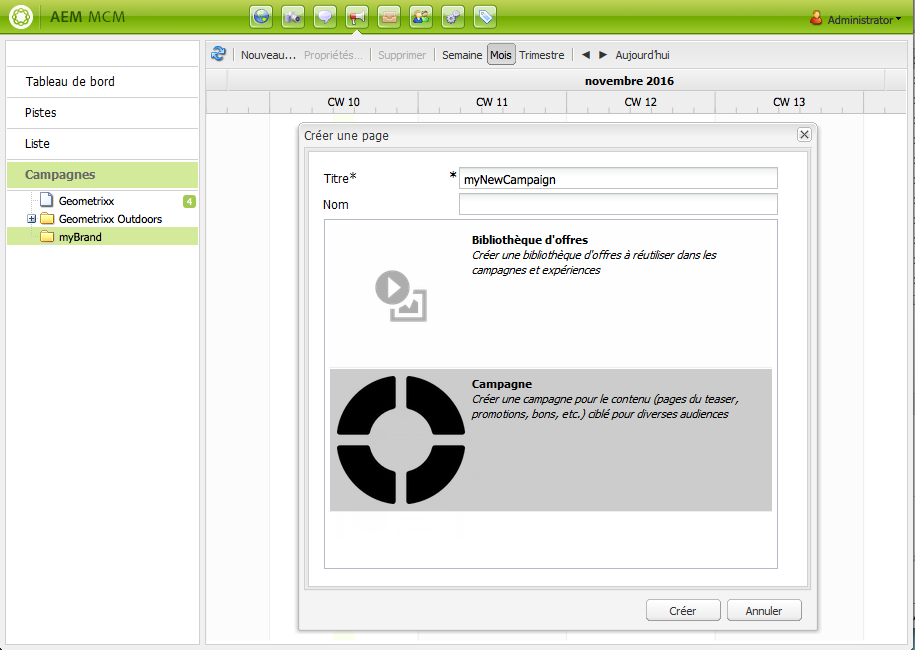 AEM MCM
Administrator
Nouveau... Propriétés... Supprimer Semaine Mois Trimestre Aujourd'hui
Tableau de bord
Pistes
Liste
Campagnes
Geometrixx 4
Geometrixx Outdoors
myBrand
novembre 2016
CW 10 CW 11 CW 12 CW 13
Créer une page
Titre* * myNewCampaign
Nom
Bibliothèque d'offres
Créer une bibliothèque d'offres à réutiliser dans les
campagnes et expériences
Campagne
Créer une campagne pour le contenu (pages du teaser,
promotions, bons, etc.) ciblé pour diverses audiences
Créer Annuler